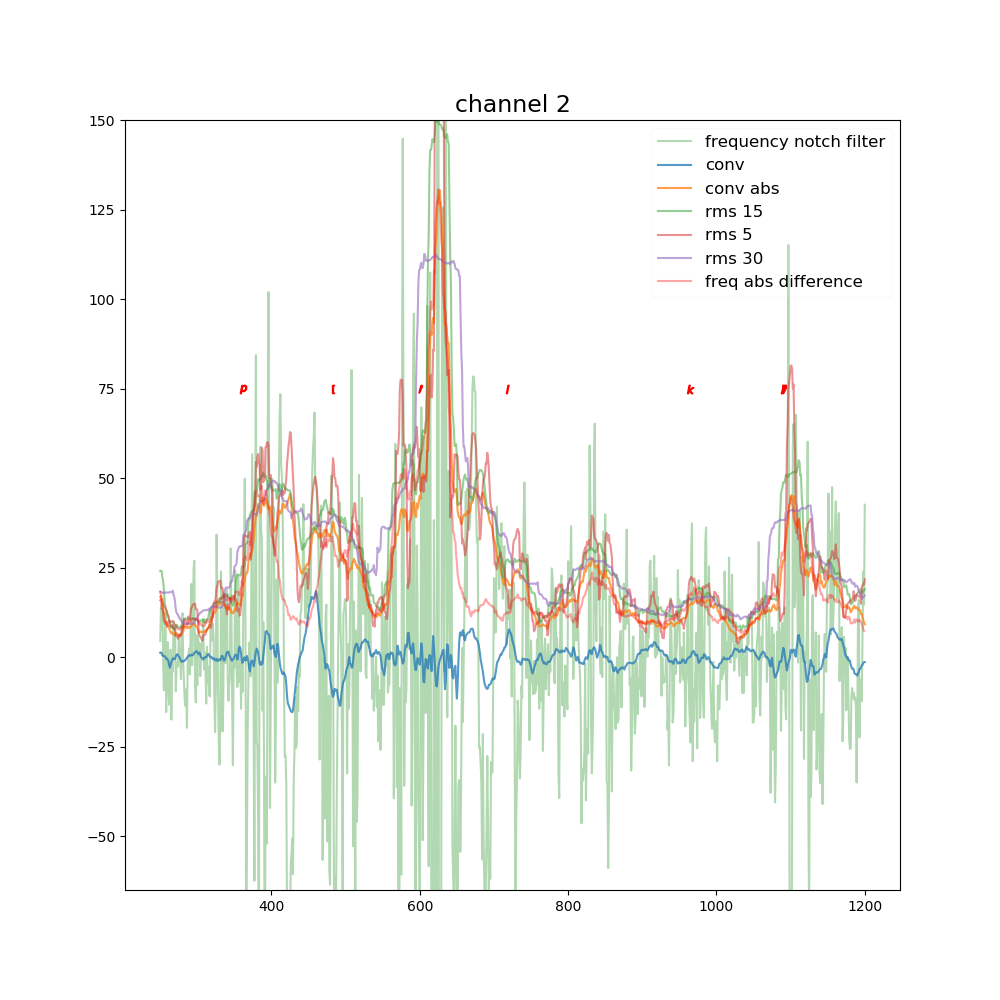 channel 2
150
125
100
75
50
25
0
−25
−50
400 600 800 1000 1200
frequency notch filter
conv
conv abs
rms 15
rms 5
rms 30
freq abs difference
p
l
k